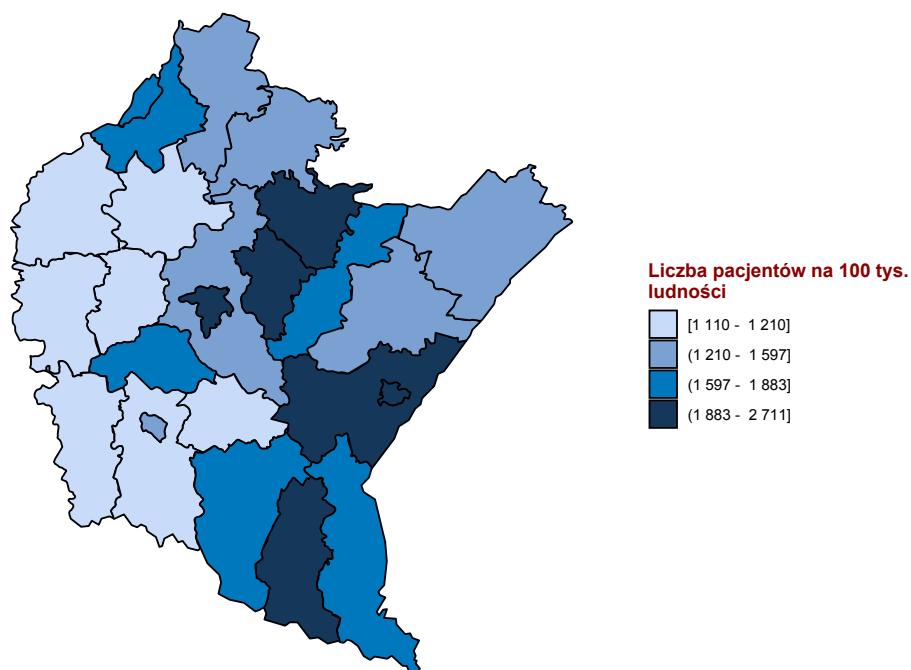 Liczba pacjentów na 100 tys.
ludności
[1 110 - 1 210]
(1 210 - 1 597]
(1 597 - 1 883]
(1 883 - 2 711]